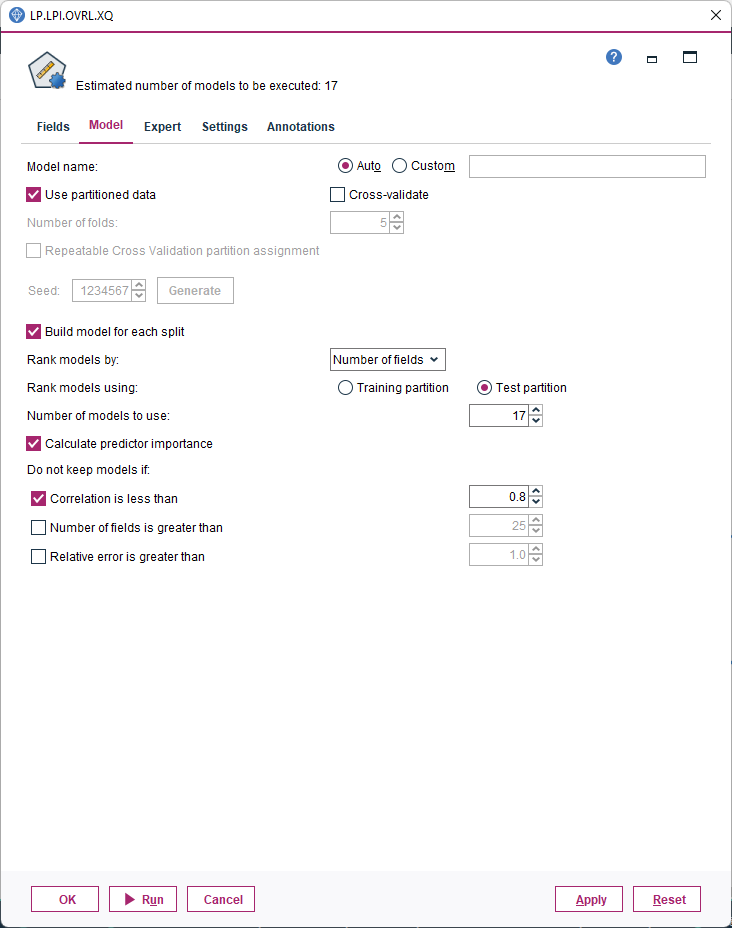 LP.LPI.OVRL.XQ
?
Estimated number of models to be executed: 17
Fields Model Expert Settings Annotations
Model name: Auto Custom
Use partitioned data Cross-validate
Number of folds: 5
Repeatable Cross Validation partition assignment
Seed: 1234567 Generate
Build model for each split
Rank models by: Number of fields
Rank models using: Training partition Test partition
Number of models to use: 17
Calculate predictor importance
Do not keep models if:
Correlation is less than 0.8
Number of fields is greater than 25
Relative error is greater than 1.0
OK Run Cancel Apply Reset